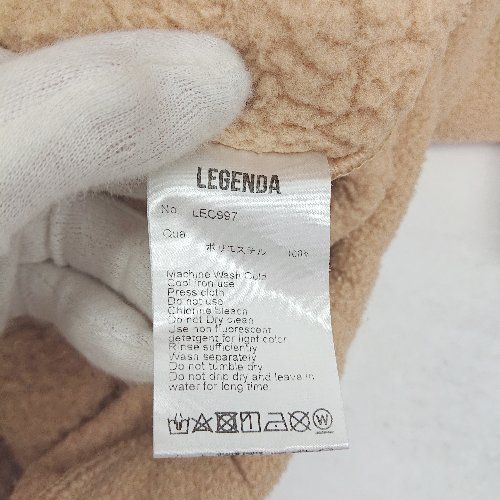 LEGENDA
No. LEC997
Qua.
ポリエステル 100%
Machine Wash Cold
Cool iron use
Press cloth
Do not use
Chlorine bleach
Do not Dry clean
Use non fluorescent
detergent for light color
Rinse sufficiently
Wash separately
Do not tumble dry
Do not drip dry and leave in
water for long time.
W